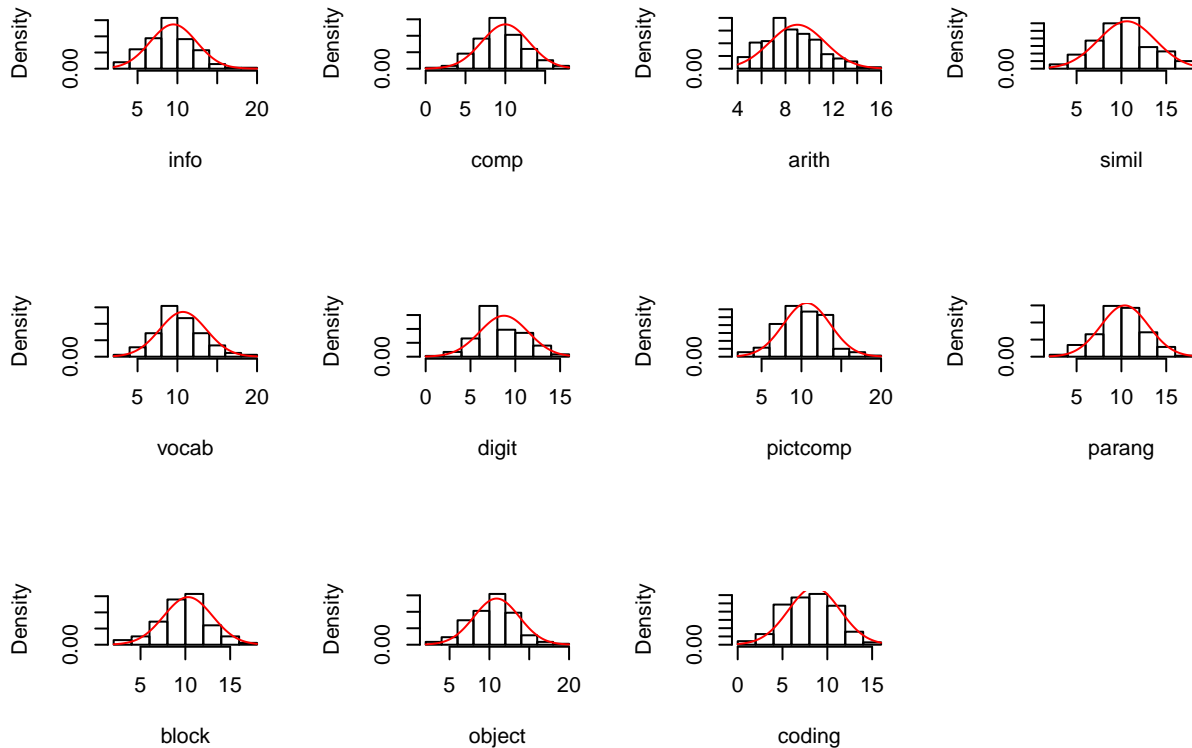 Density Density Density Density
0.00 0.00 0.00 0.00
5 10 20 0 5 10 4 8 12 16 5 10 15
info comp arith simil
Density Density Density Density
0.00 0.00 0.00 0.00
5 10 20 0 5 10 15 5 10 20 5 10 15
vocab digit pictcomp parang
Density Density Density
0.00 0.00 0.00
5 10 15 5 10 20 0 5 10 15
block object coding